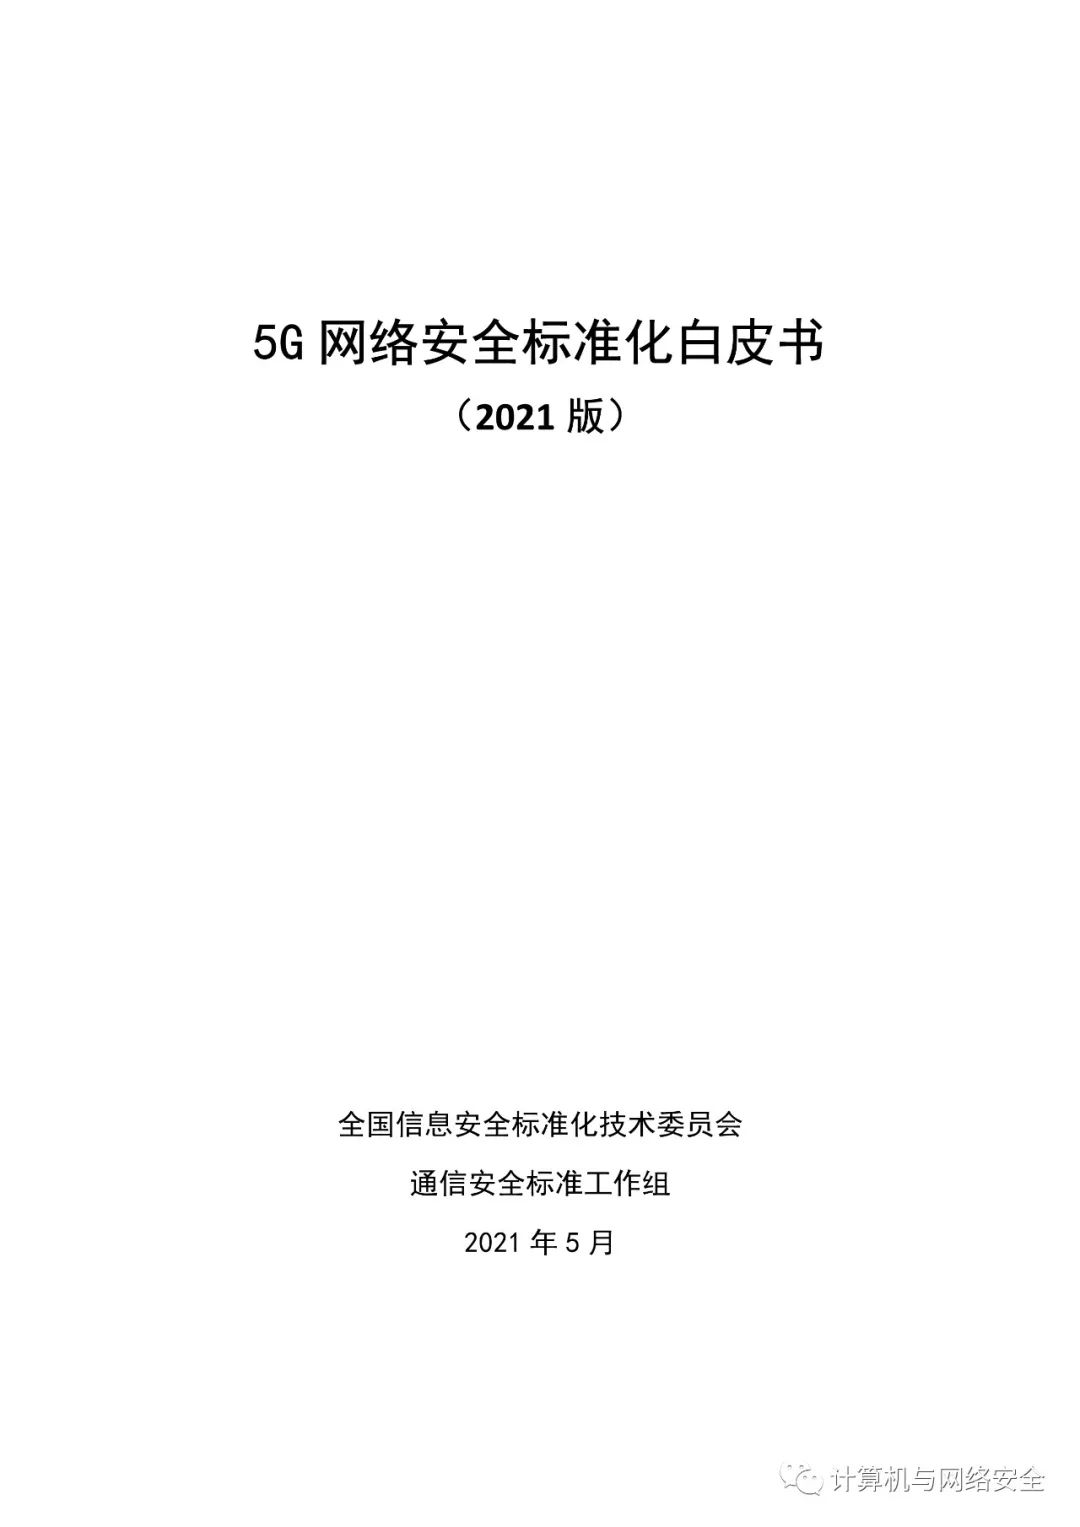 5G 网络安全标准化白皮书
（2021 版）
全国信息安全标准化技术委员会
通信安全标准工作组
2021 年 5 月
计算机与网络安全